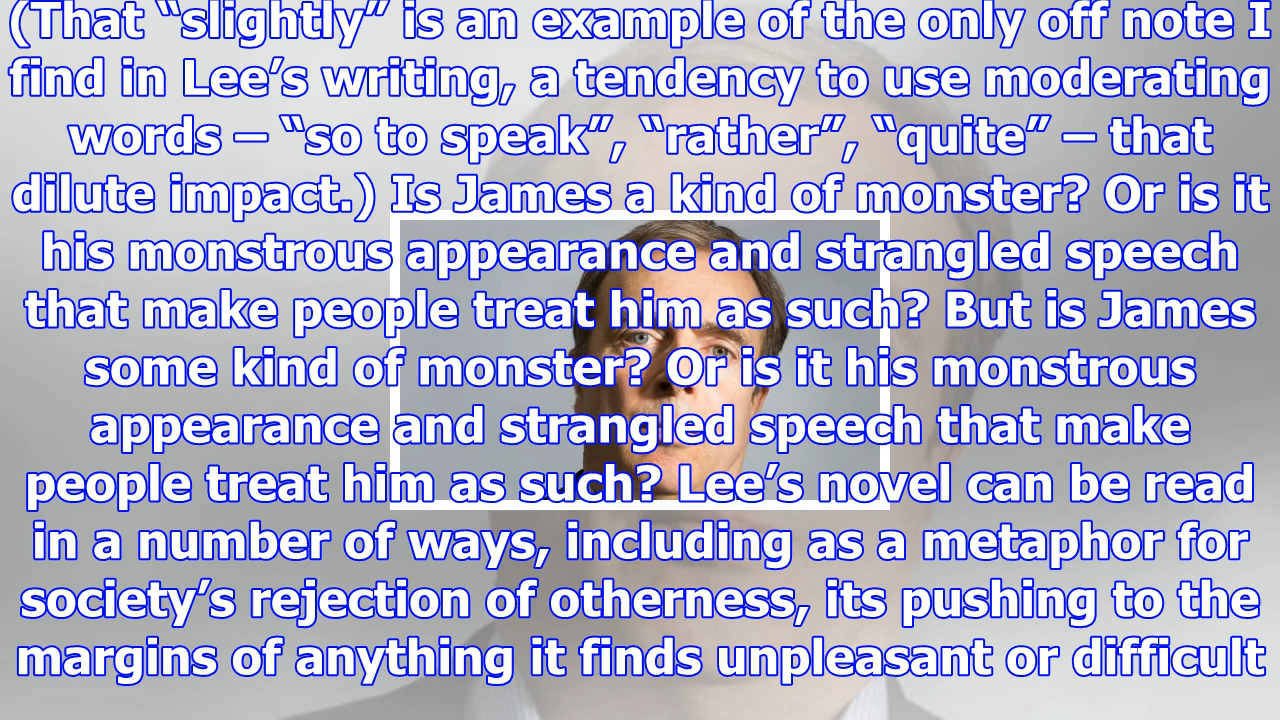 (That “slightly” is an example of the only off note I
find in Lee’s writing, a tendency to use moderating
words – “so to speak”, “rather”, “quite” – that
dilute impact.) Is James a kind of monster? Or is it
his monstrous appearance and strangled speech
that make people treat him as such? But is James
some kind of monster? Or is it his monstrous
appearance and strangled speech that make
people treat him as such? Lee’s novel can be read
in a number of ways, including as a metaphor for
society’s rejection of otherness, its pushing to the
margins of anything it finds unpleasant or difficult